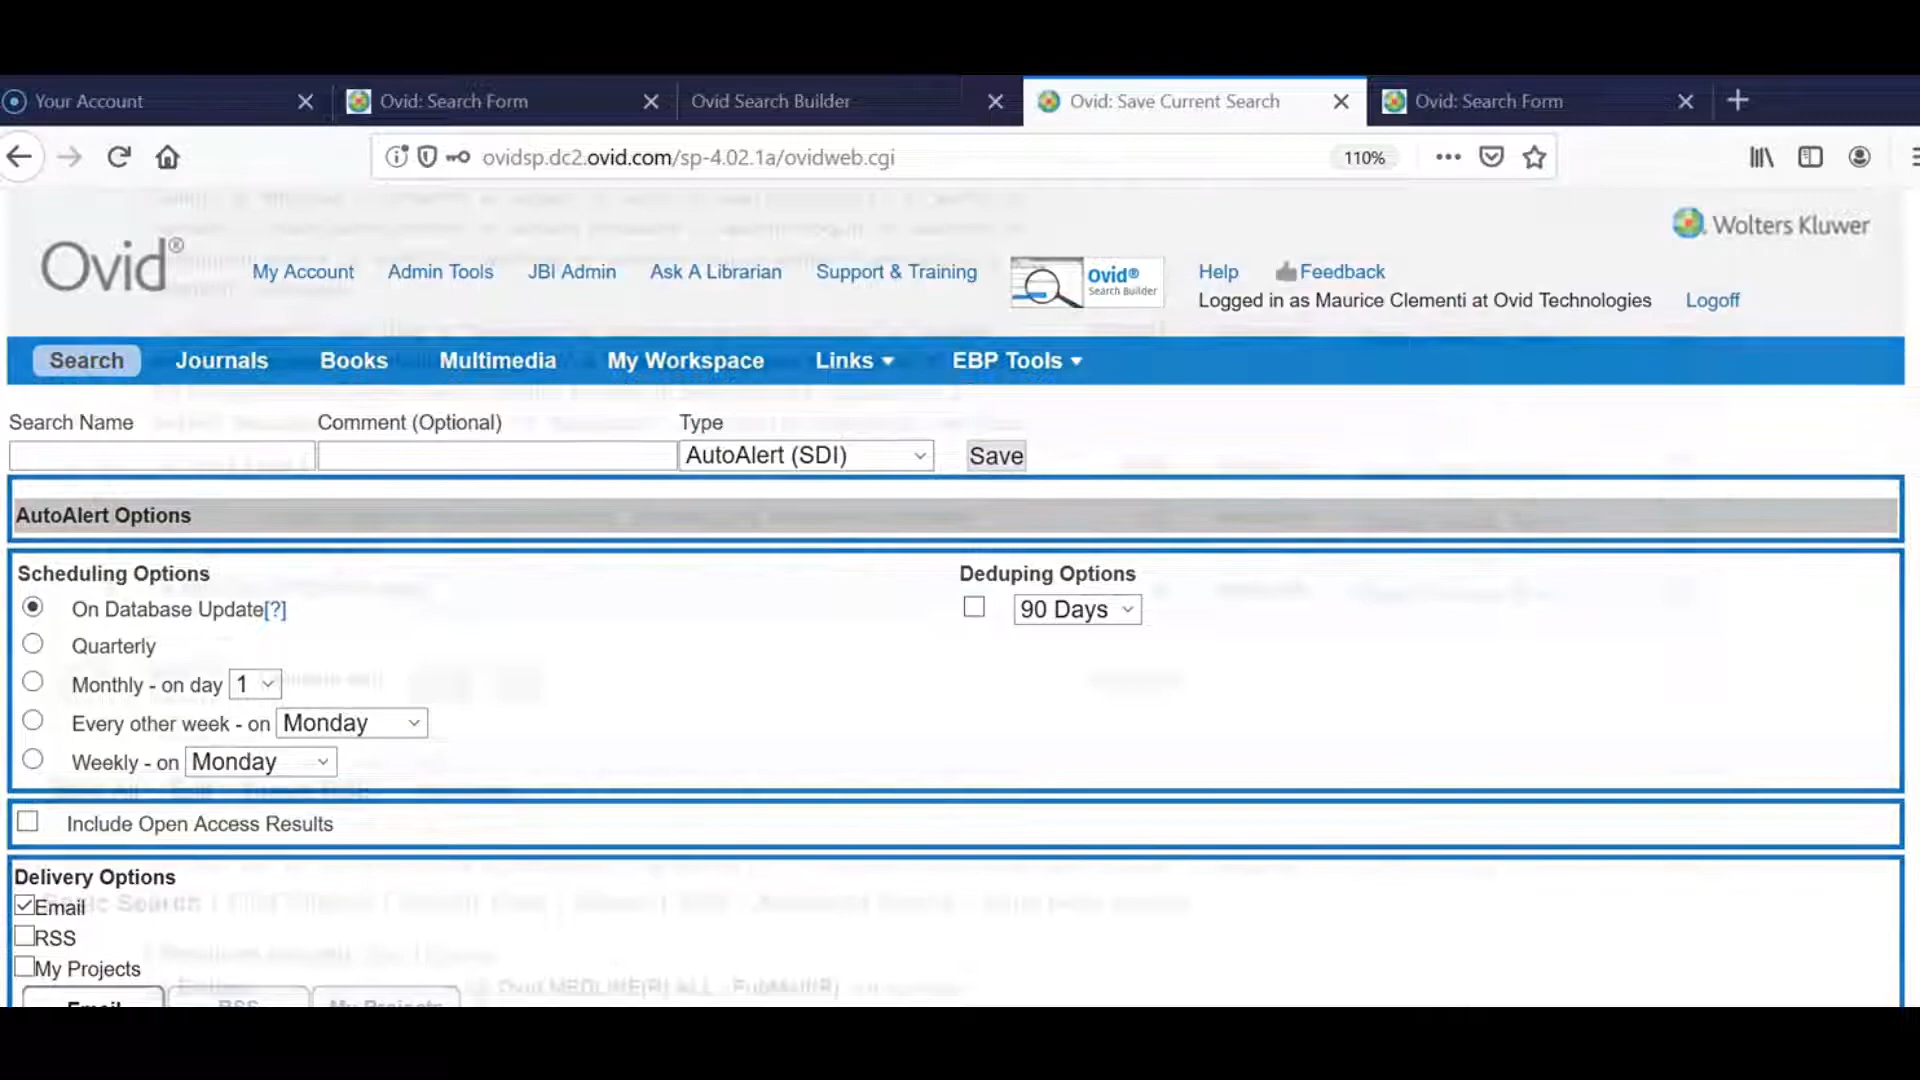 Your Account
Ovid: Search Form
Ovid Search Builder
Ovid: Save Current Search
Ovid: Search Form
ovidsp.dc2.ovid.com/sp-4.02.1a/ovidweb.cgi
110%
Wolters Kluwer
Ovid®
My Account
Admin Tools
JBI Admin
Ask A Librarian
Support & Training
Ovid®
Search Builder
Help
Feedback
Logged in as Maurice Clementi at Ovid Technologies
Logoff
Search
Journals
Books
Multimedia
My Workspace
Links
EBP Tools
Search Name
Comment (Optional)
Type
AutoAlert (SDI)
Save
AutoAlert Options
Scheduling Options
Deduping Options
On Database Update[?]
90 Days
Quarterly
Monthly - on day 1
Every other week - on Monday
Weekly - on Monday
Include Open Access Results
Delivery Options
Email
RSS
My Projects
Email
RSS
My Projects